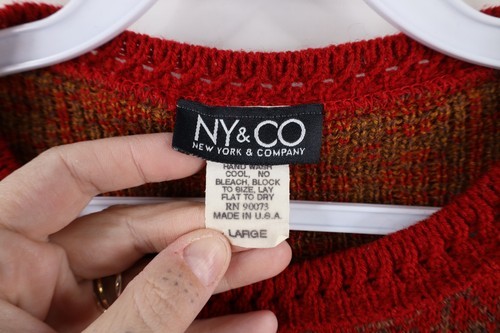 NY&CO
NEW YORK & COMPANY
HAND WASH
COOL, NO
BLEACH, BLOCK
TO SIZE, LAY
FLAT TO DRY
RN 90073
MADE IN U.S.A.
LARGE